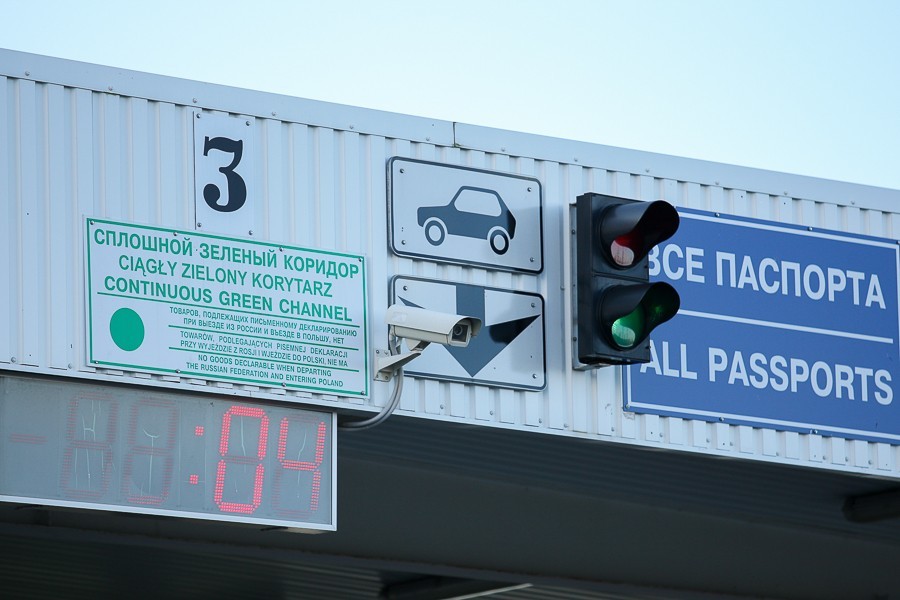 3
СПЛОШНОЙ ЗЕЛЕНЫЙ КОРИДОР
CIĄGŁY ZIELONY KORYTARZ
CONTINUOUS GREEN CHANNEL
ТОВАРОВ, ПОДЛЕЖАЩИХ ПИСЬМЕННОМУ ДЕКЛАРИРОВАНИЮ
ПРИ ВЫЕЗДЕ ИЗ РОССИИ И ВЪЕЗДЕ В ПОЛЬШУ, НЕТ
TOWARÓW, PODLEGAJĄCYCH PISEMNEJ DEKLARACJI
PRZY WYJEŹDZIE Z ROSJI I WJEŹDZIE DO POLSKI, NIE MA
NO GOODS DECLARABLE WHEN DEPARTING
THE RUSSIAN FEDERATION AND ENTERING POLAND
:04
ВСЕ ПАСПОРТА
ALL PASSPORTS